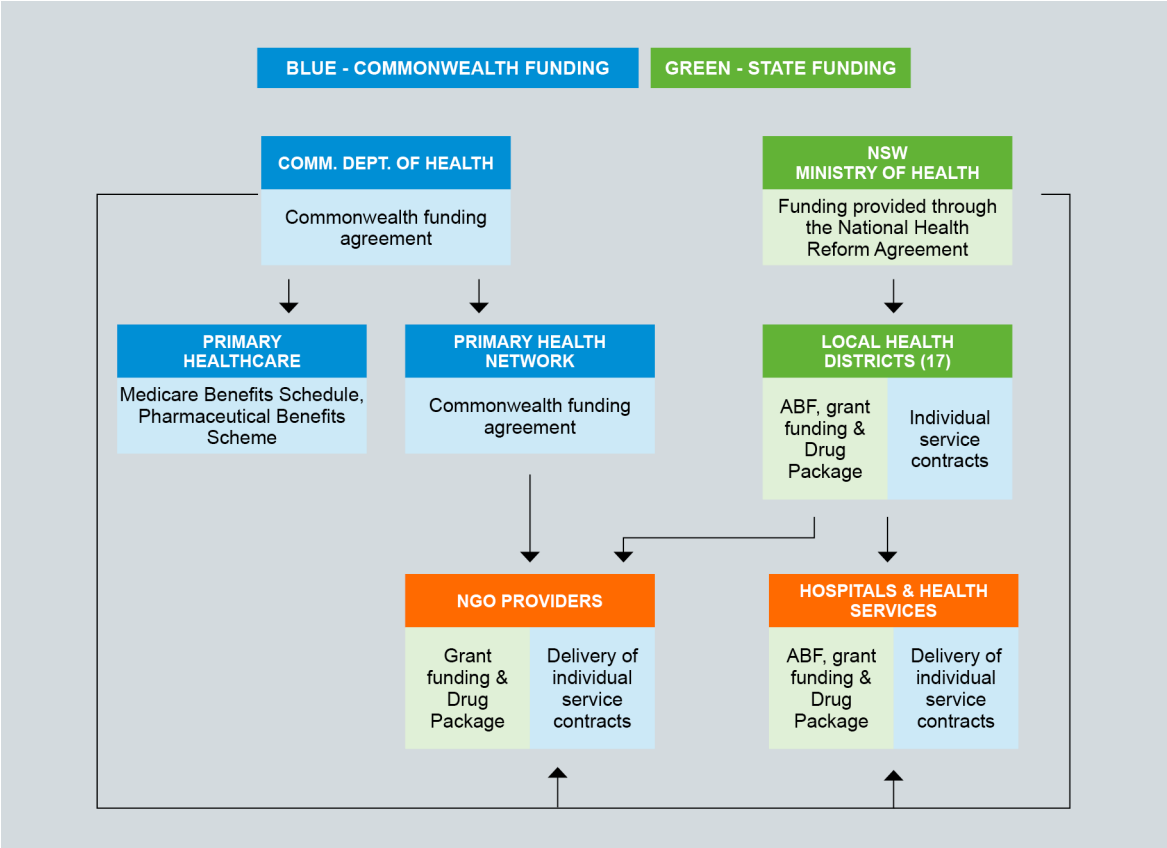 BLUE - COMMONWEALTH FUNDING
GREEN - STATE FUNDING
COMM. DEPT. OF HEALTH
Commonwealth funding
agreement
NSW
MINISTRY OF HEALTH
Funding provided through
the National Health
Reform Agreement
PRIMARY
HEALTHCARE
Medicare Benefits Schedule,
Pharmaceutical Benefits
Scheme
PRIMARY HEALTH
NETWORK
Commonwealth funding
agreement
LOCAL HEALTH
DISTRICTS (17)
ABF, grant
funding &
Drug
Package
Individual
service
contracts
NGO PROVIDERS
Grant
funding &
Drug
Package
Delivery of
individual
service
contracts
HOSPITALS & HEALTH
SERVICES
ABF, grant
funding &
Drug
Package
Delivery of
individual
service
contracts